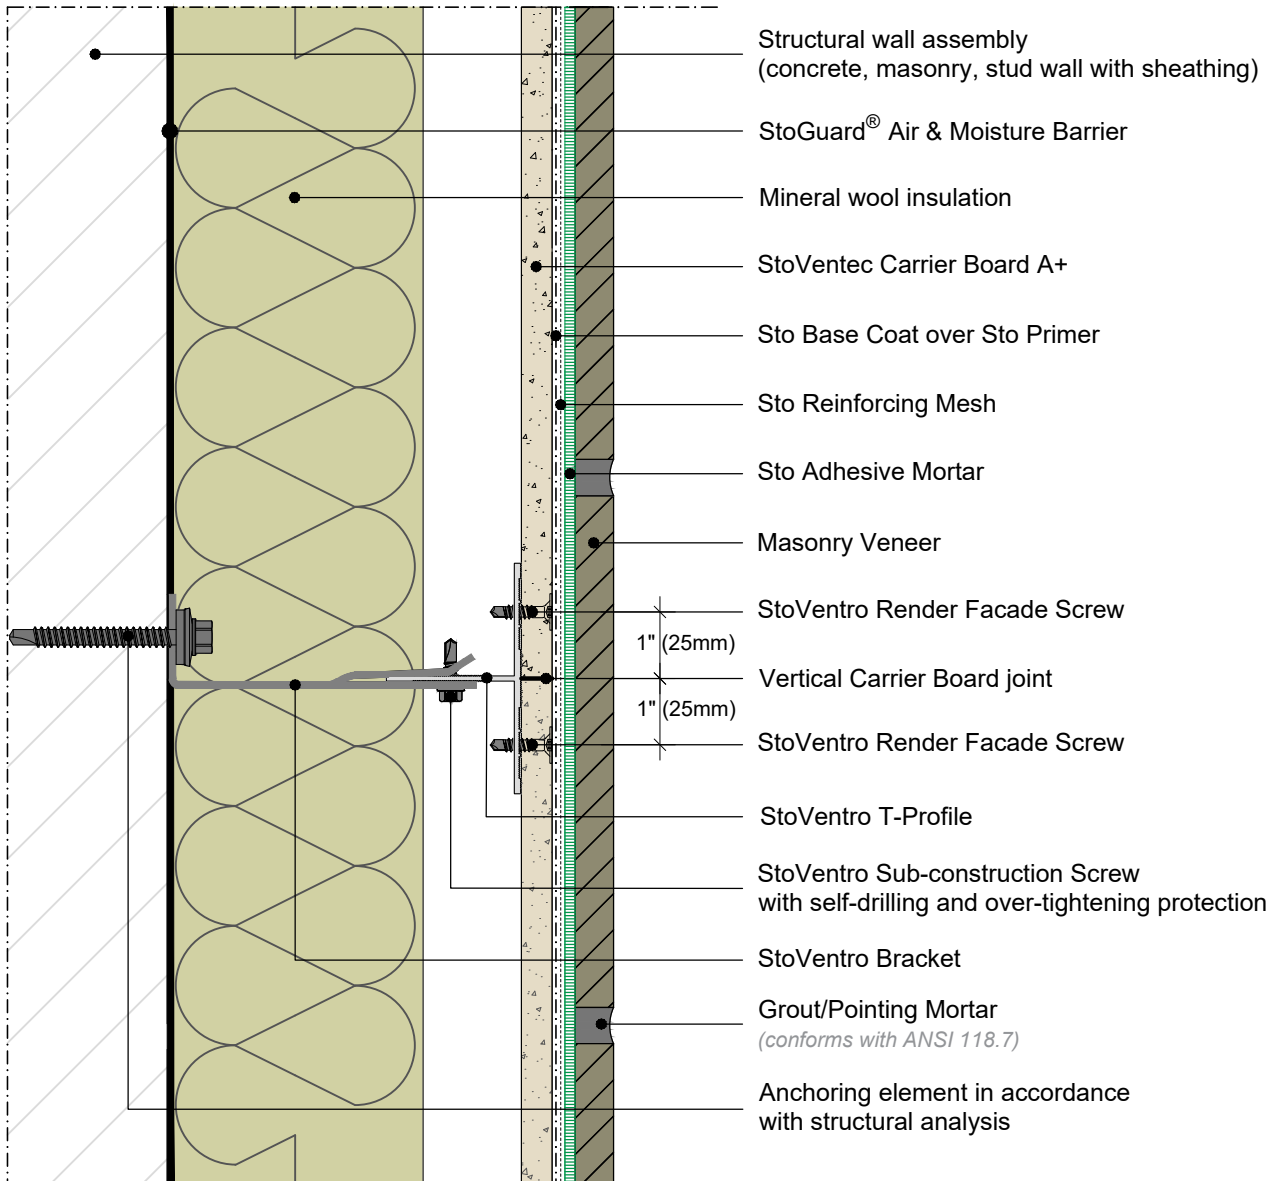 Structural wall assembly
(concrete, masonry, stud wall with sheathing)
StoGuard® Air & Moisture Barrier
Mineral wool insulation
StoVentec Carrier Board A+
Sto Base Coat over Sto Primer
Sto Reinforcing Mesh
Sto Adhesive Mortar
Masonry Veneer
StoVentro Render Facade Screw
1" (25mm)
Vertical Carrier Board joint
1" (25mm)
StoVentro Render Facade Screw
StoVentro T-Profile
StoVentro Sub-construction Screw
with self-drilling and over-tightening protection
StoVentro Bracket
Grout/Pointing Mortar
(conforms with ANSI 118.7)
Anchoring element in accordance
with structural analysis